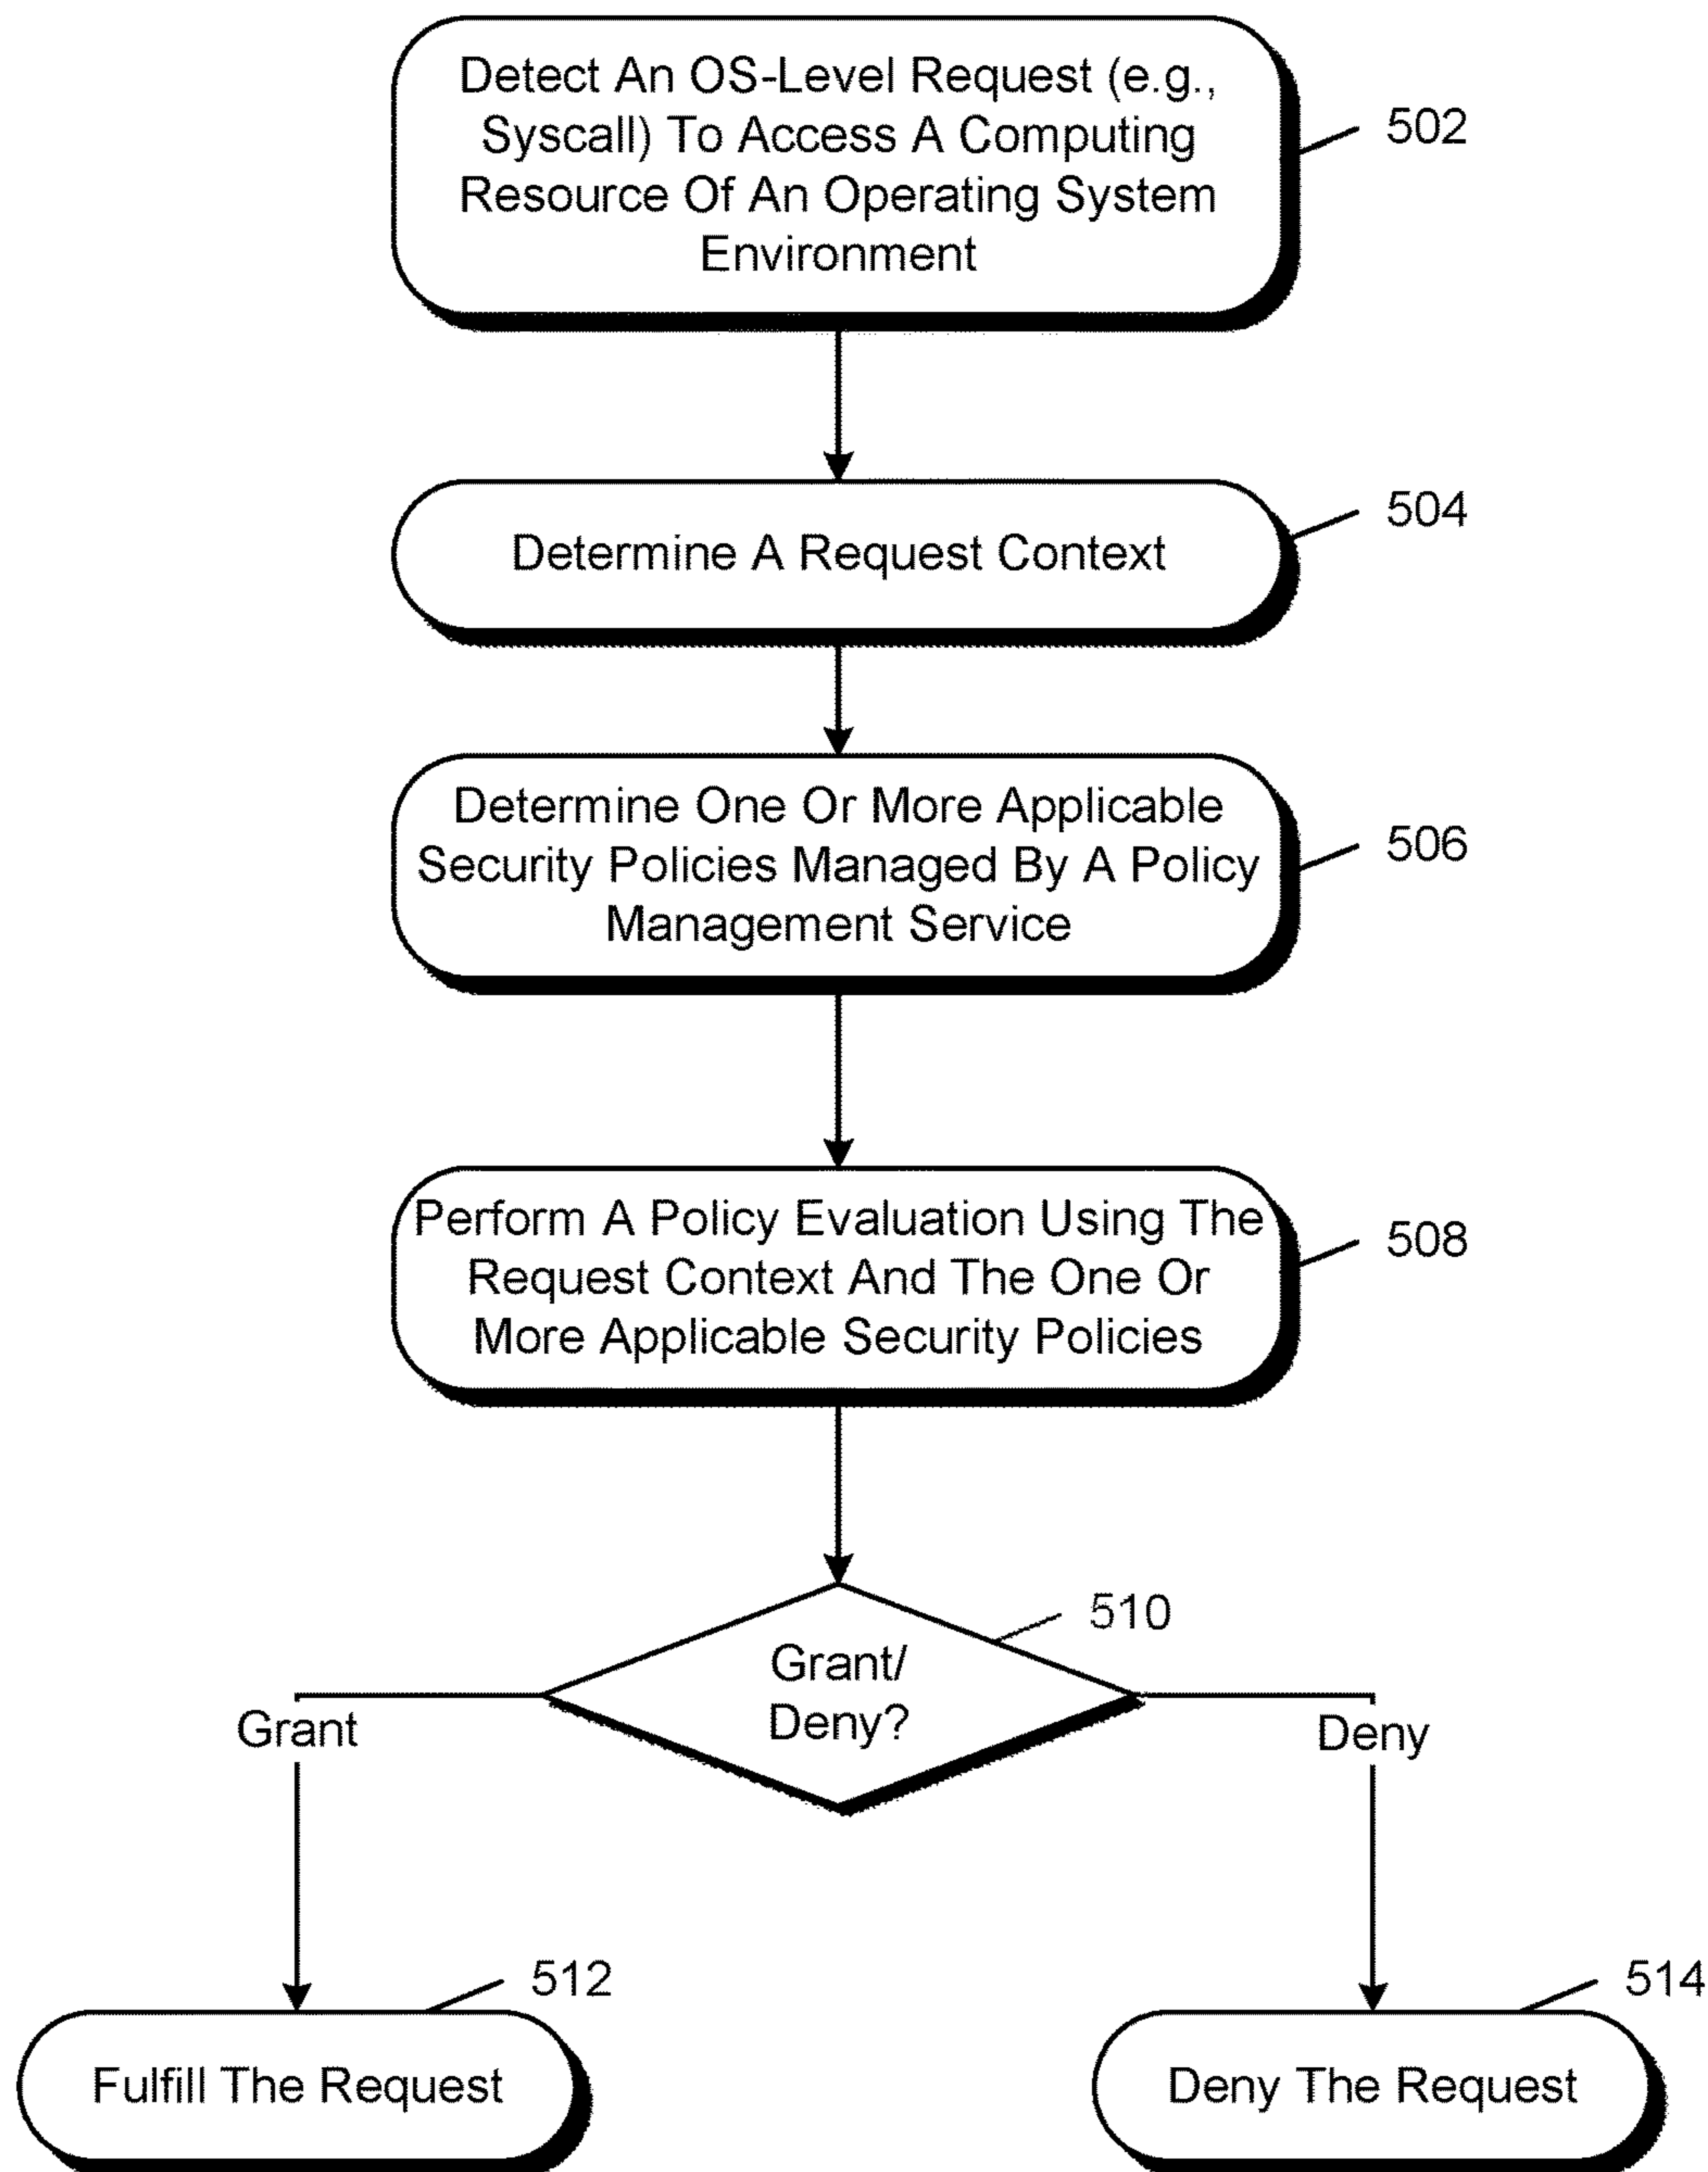 Detect An OS-Level Request (e.g.,
Syscall) To Access A Computing
Resource Of An Operating System
Environment
502
Determine A Request Context
504
Determine One Or More Applicable
Security Policies Managed By A Policy
Management Service
506
Perform A Policy Evaluation Using The
Request Context And The One Or
More Applicable Security Policies
508
Grant/
Deny?
510
Grant
Deny
Fulfill The Request
512
Deny The Request
514